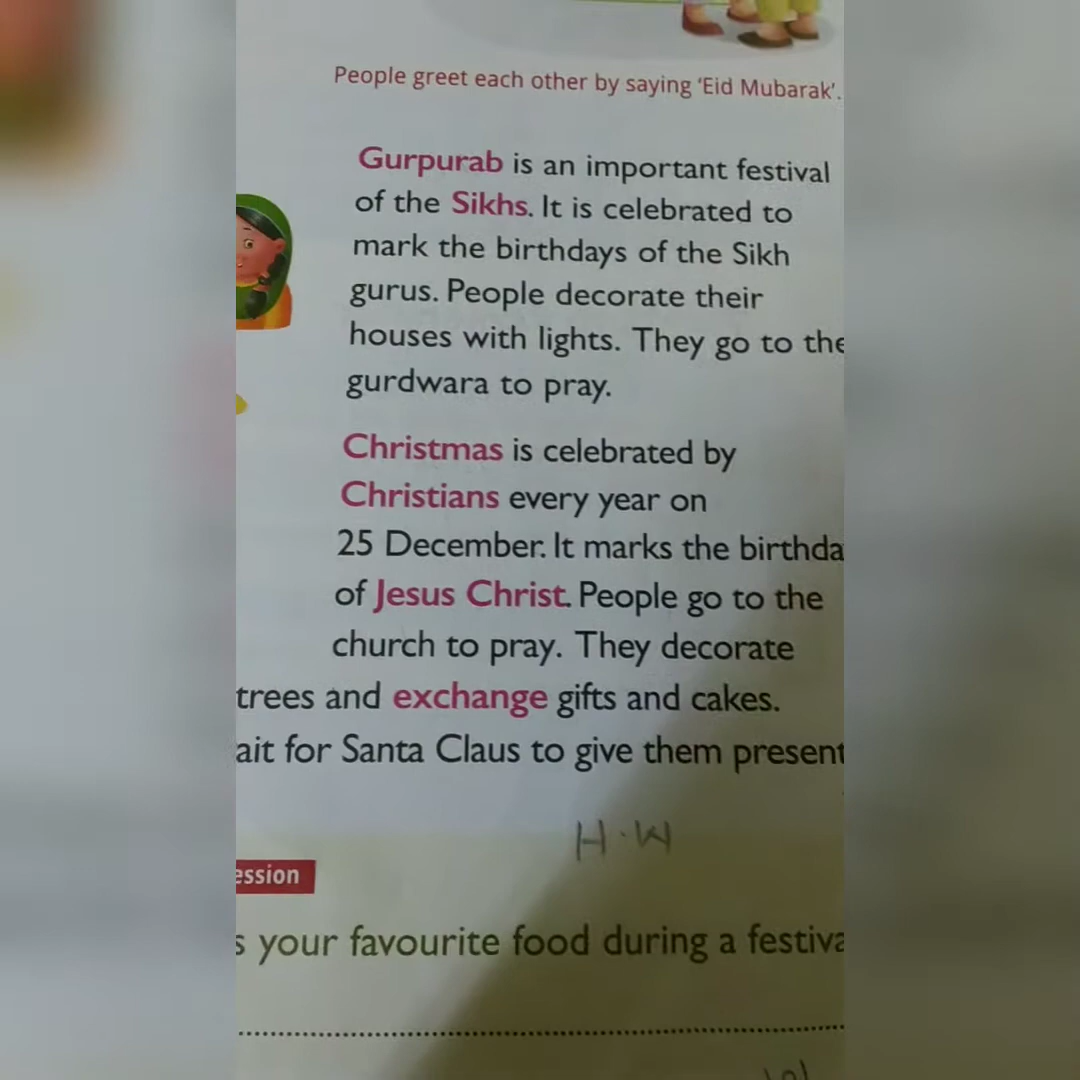 People greet each other by saying 'Eid Mubarak'.
Gurpurab is an important festival
of the Sikhs. It is celebrated to
mark the birthdays of the Sikh
gurus. People decorate their
houses with lights. They go to the
gurdwara to pray.
Christmas is celebrated by
Christians every year on
25 December. It marks the birthda
of Jesus Christ. People go to the
church to pray. They decorate
trees and exchange gifts and cakes.
ait for Santa Claus to give them present
H.W
ession
s your favourite food during a festiva